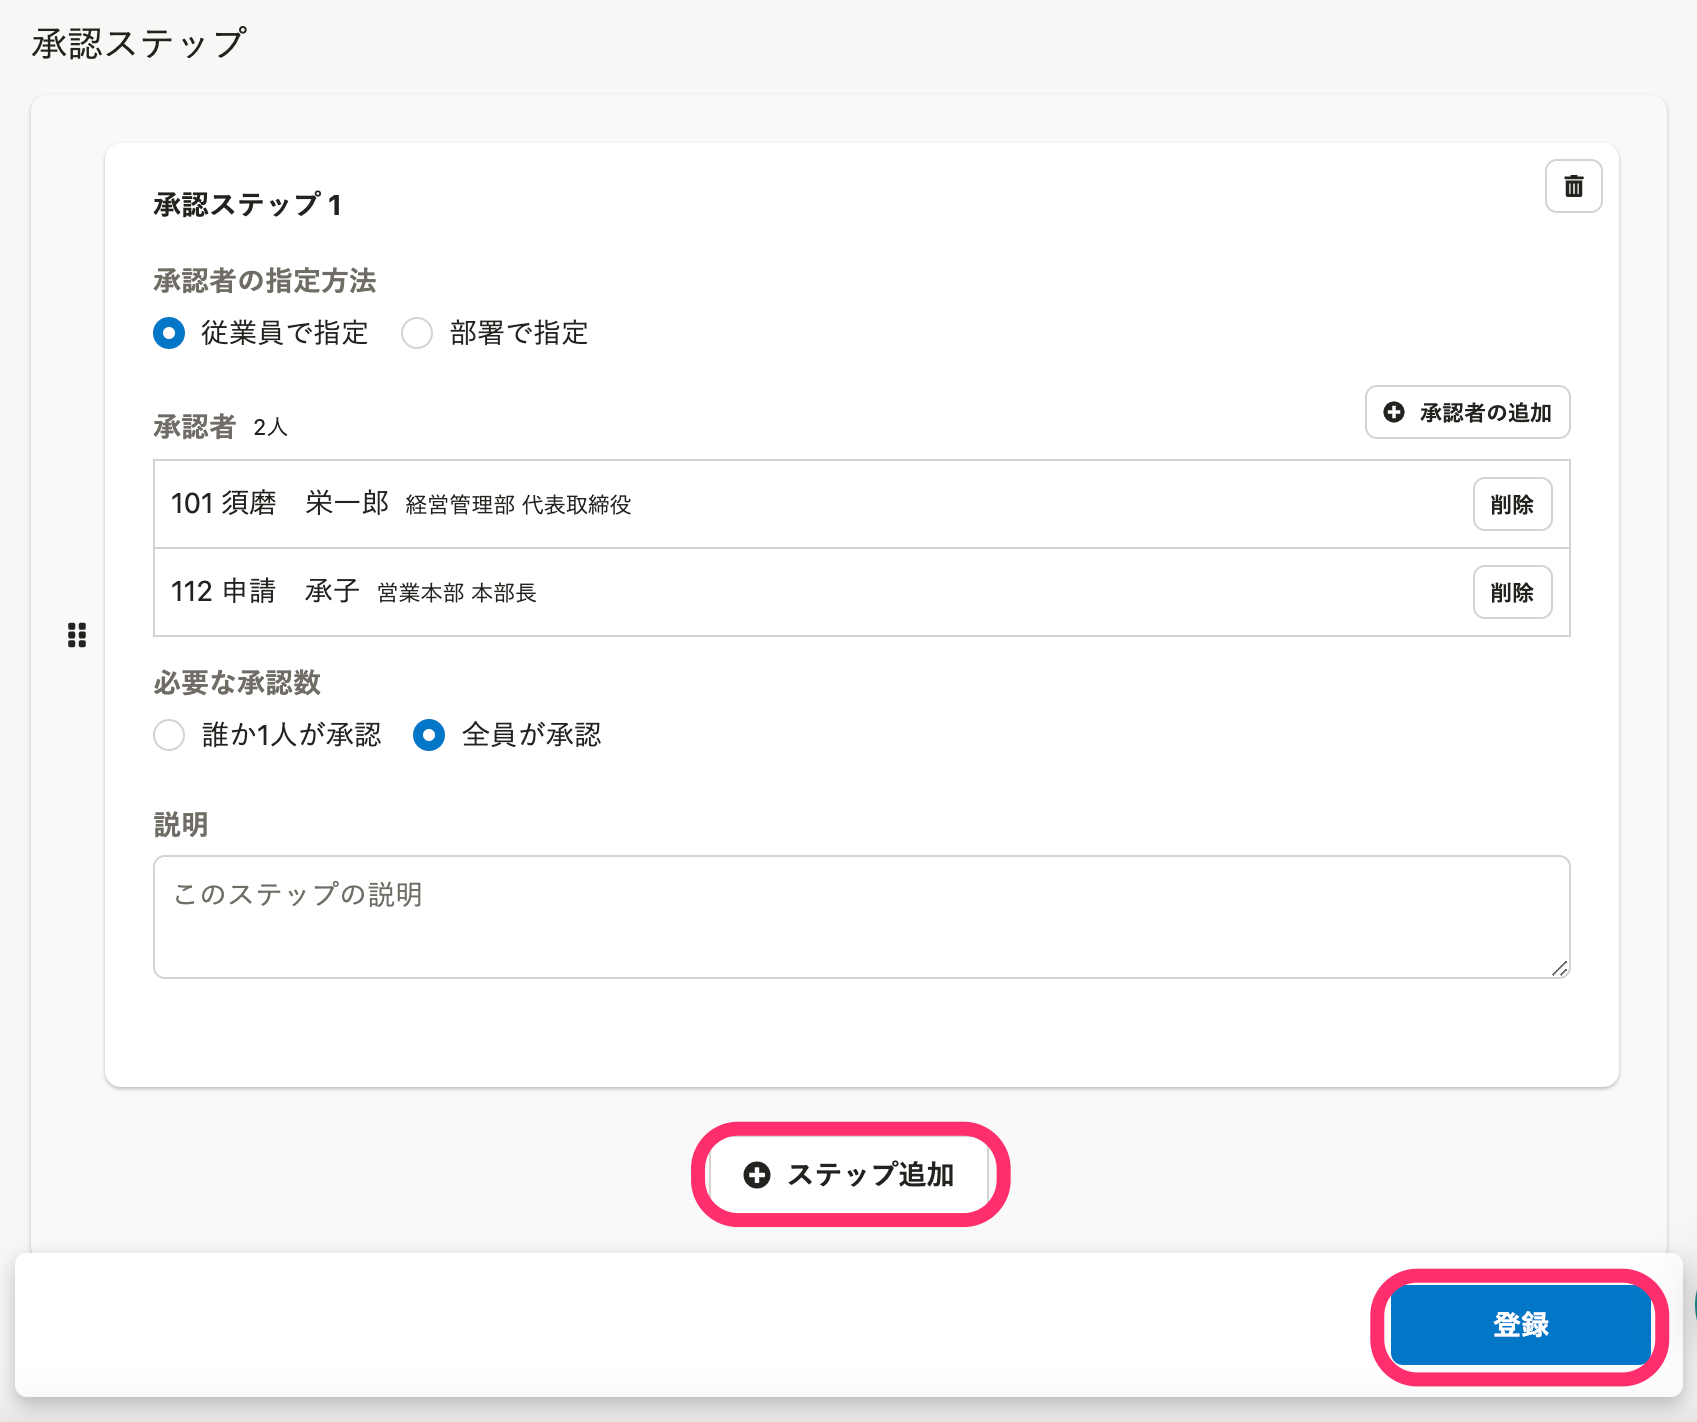 承認ステップ
承認ステップ 1
承認者の指定方法
従業員で指定 部署で指定
承認者 2人 承認者の追加
101 須磨　栄一郎 経営管理部 代表取締役 削除
112 申請　承子 営業本部 本部長 削除
必要な承認数
誰か1人が承認 全員が承認
説明
このステップの説明
ステップ追加
登録